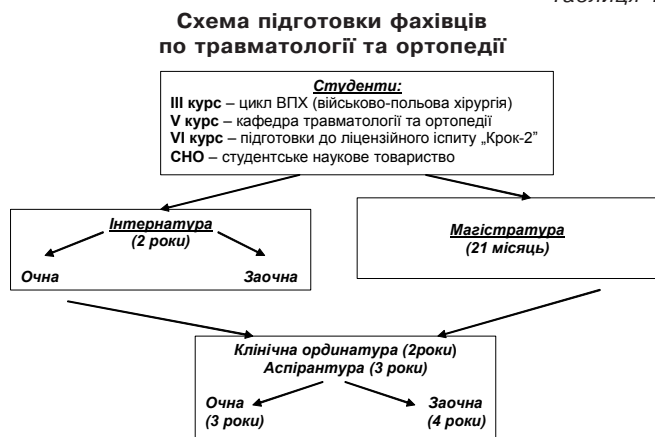 Таблиця
Схема підготовки фахівців
по травматології та ортопедії
Студенти:
III курс – цикл ВПХ (військово-польова хірургія)
V курс – кафедра травматології та ортопедії
VI курс – підготовки до ліцензійного іспиту „Крок-2”
СНО – студентське наукове товариство
Інтернатура
(2 роки)
Очна Заочна
Магістратура
(21 місяць)
Клінічна ординатура (2роки)
Аспірантура (3 роки)
Очна Заочна
(3 роки) (4 роки)